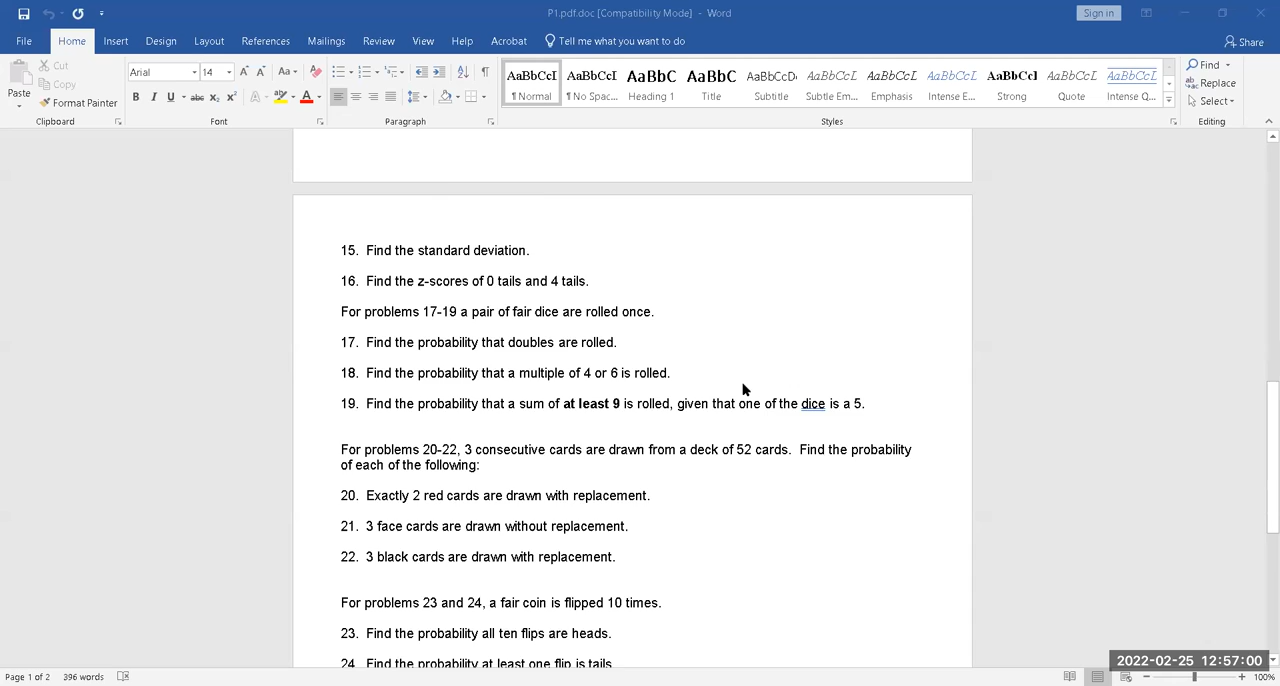 P1.pdf.doc [Compatibility Mode] - Word
Sign in
File Home Insert Design Layout References Mailings Review View Help Acrobat Tell me what you want to do Share
Paste
Cut
Copy
Format Painter
Clipboard
Arial 14
Font
Paragraph
AaBbCcI AaBbCcI AaBbC AaBbC AaBbCcD AaBbCcL AaBbCcL AaBbCcL AaBbCcI AaBbCcL AaBbCcL
¶ Normal ¶ No Spac... Heading 1 Title Subtitle Subtle Em... Emphasis Intense E... Strong Quote Intense Q...
Styles
Find
Replace
Select
Editing
15. Find the standard deviation.
16. Find the z-scores of 0 tails and 4 tails.
For problems 17-19 a pair of fair dice are rolled once.
17. Find the probability that doubles are rolled.
18. Find the probability that a multiple of 4 or 6 is rolled.
19. Find the probability that a sum of at least 9 is rolled, given that one of the dice is a 5.
For problems 20-22, 3 consecutive cards are drawn from a deck of 52 cards. Find the probability
of each of the following:
20. Exactly 2 red cards are drawn with replacement.
21. 3 face cards are drawn without replacement.
22. 3 black cards are drawn with replacement.
For problems 23 and 24, a fair coin is flipped 10 times.
23. Find the probability all ten flips are heads.
24. Find the probability at least one flip is tails
2022-02-25 12:57:00
Page 1 of 2 396 words
100%